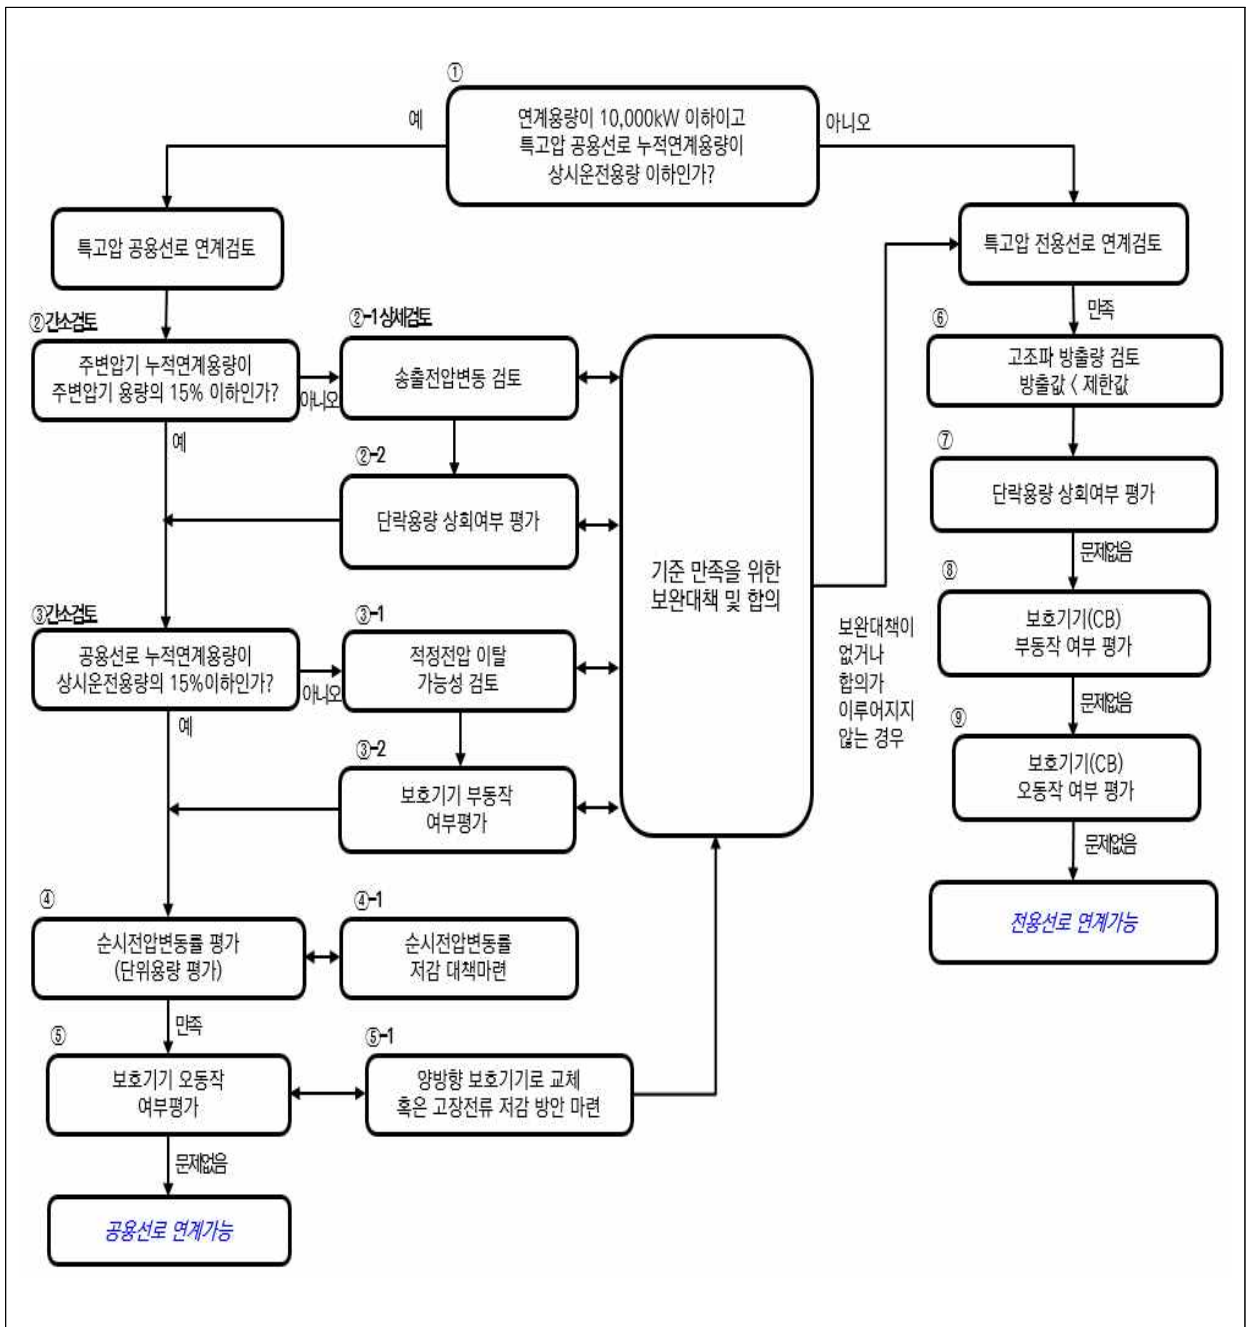 ①
예
연계용량이 10,000kW 이하이고
특고압 공용선로 누적연계용량이
상시운전용량 이하인가?
아니오
특고압 공용선로 연계검토
특고압 전용선로 연계검토
②간소검토
주변압기 누적연계용량이
주변압기 용량의 15% 이하인가?
아니오
예
②-1 상세검토
송출전압변동 검토
②-2
단락용량 상회여부 평가
③간소검토
공용선로 누적연계용량이
상시운전용량의 15%이하인가?
아니오
예
③-1
적정전압 이탈
가능성 검토
③-2
보호기기 부동작
여부평가
기준 만족을 위한
보완대책 및 합의
보완대책이
없거나
합의가
이루어지지
않는 경우
④
순시전압변동률 평가
(단위용량 평가)
만족
④-1
순시전압변동률
저감 대책마련
⑤
보호기기 오동작
여부평가
문제없음
⑤-1
양방향 보호기기로 교체
혹은 고장전류 저감 방안 마련
공용선로 연계가능
만족
⑥
고조파 방출량 검토
방출값 < 제한값
⑦
단락용량 상회여부 평가
문제없음
⑧
보호기기(CB)
부동작 여부 평가
문제없음
⑨
보호기기(CB)
오동작 여부 평가
문제없음
전용선로 연계가능